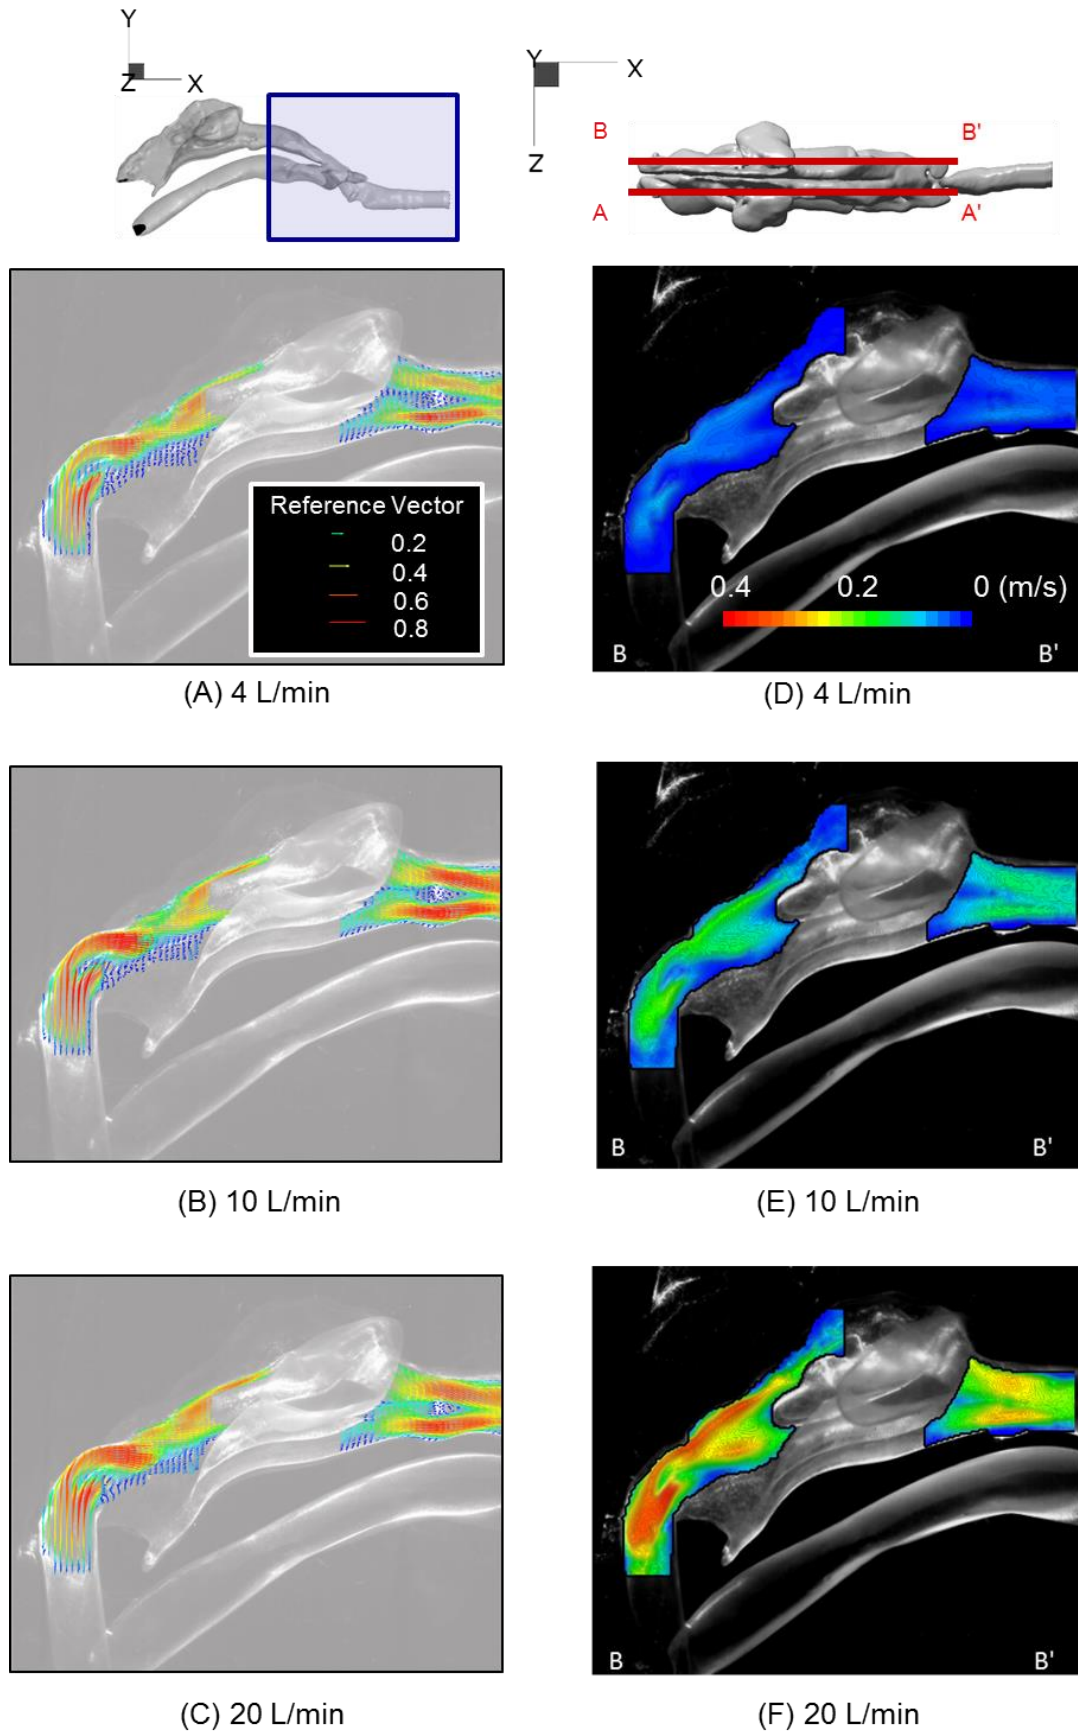 Y
Z X
Y X
Z
B B'
A A'
Reference Vector
0.2
0.4
0.6
0.8
0.4 0.2 0 (m/s)
B B'
(A) 4 L/min
(D) 4 L/min
B B'
(B) 10 L/min
(E) 10 L/min
B B'
(C) 20 L/min
(F) 20 L/min